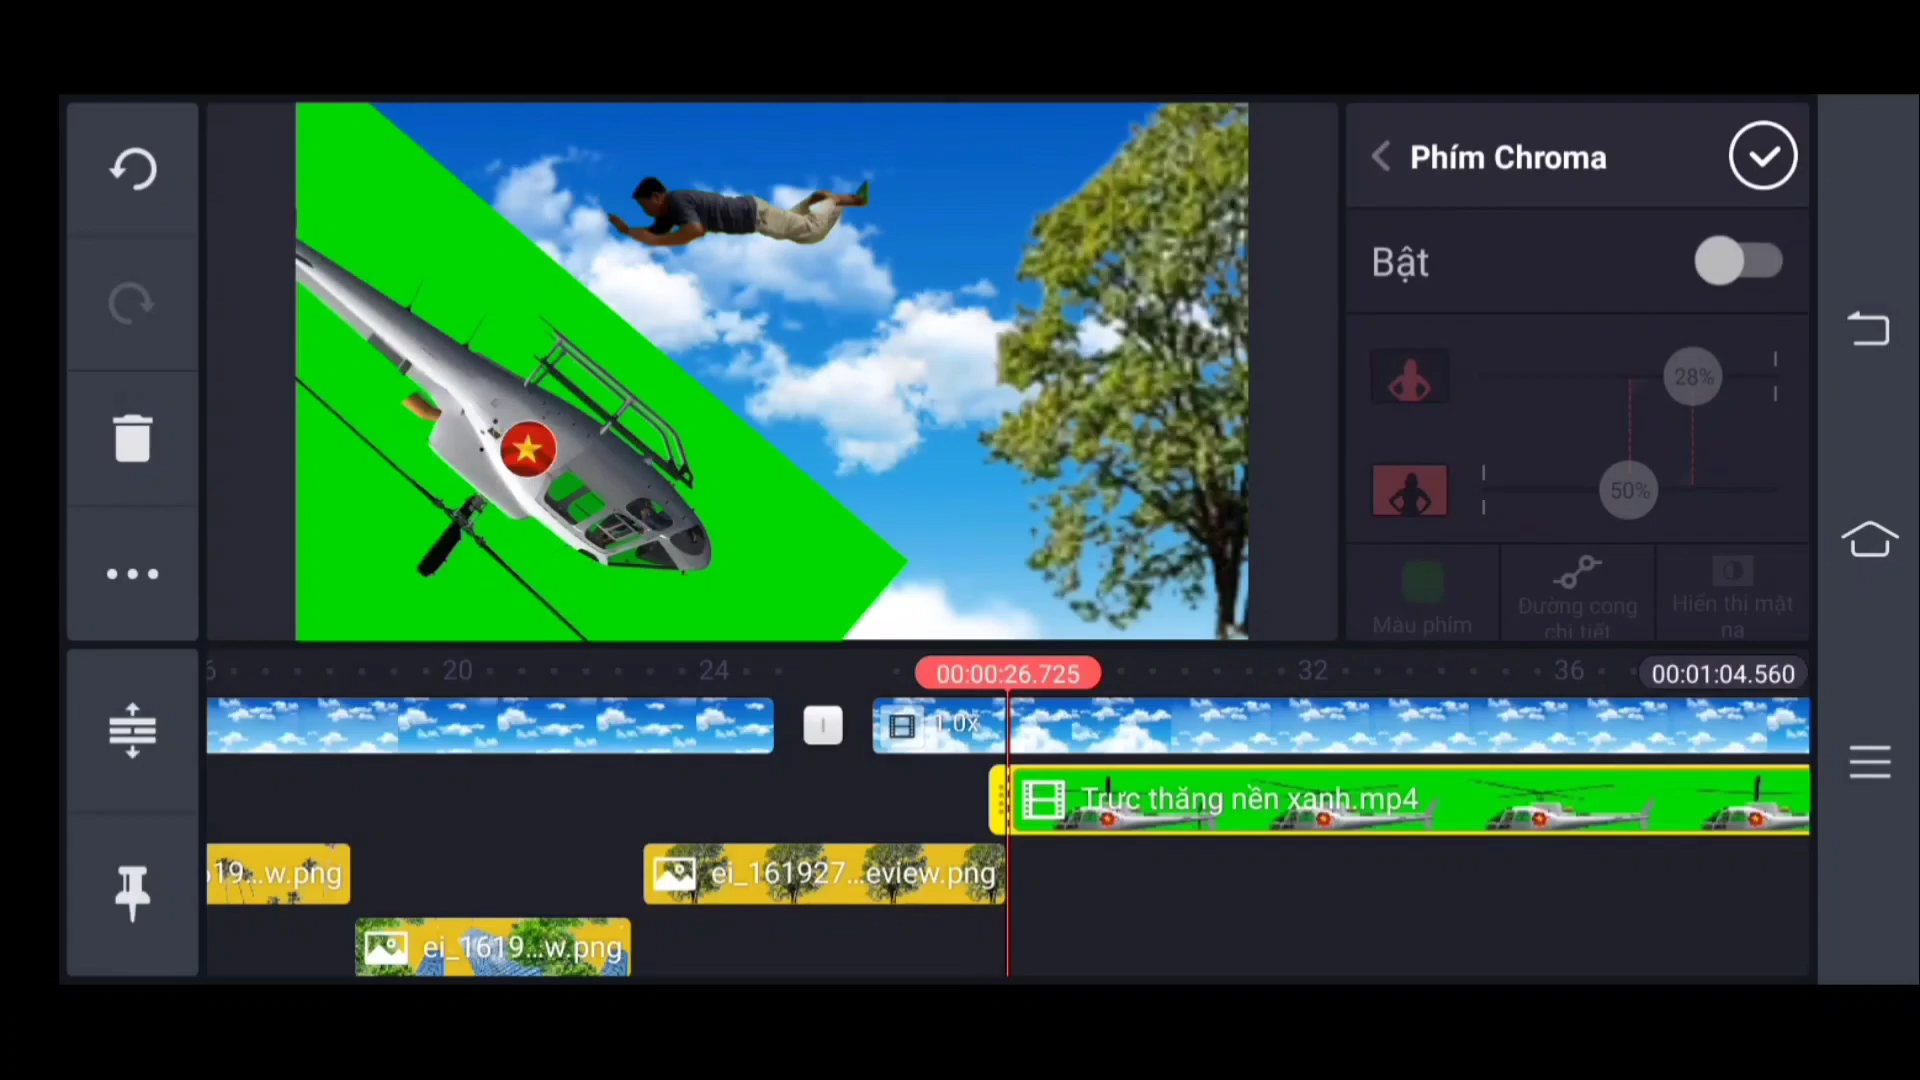 Phím Chroma
Bật
28%
50%
Màu phím
Đường cong
chi tiết
Hiển thị mặt
nạ
6
20
24
00:00:26.725
32
36
00:01:04.560
1.0x
Trực thăng nền xanh.mp4
19...w.png
ei_161927...eview.png
ei_1619...w.png